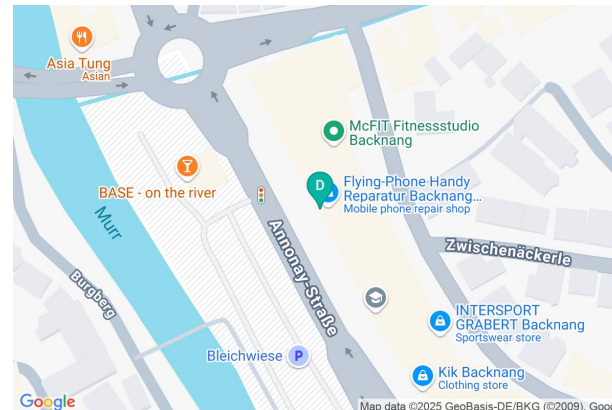 Asia Tung
Asian
McFIT Fitnessstudio
Backnang
D
Flying-Phone Handy
Reparatur Backnang...
Mobile phone repair shop
BASE - on the river
Murr
Annonay-Straße
Zwischenäckerle
Burgberg
INTERSPORT
GRABERT Backnang
Sportswear store
Bleichwiese
P
Kik Backnang
Clothing store
Google
Map data ©2025 GeoBasis-DE/BKG (©2009), Goo